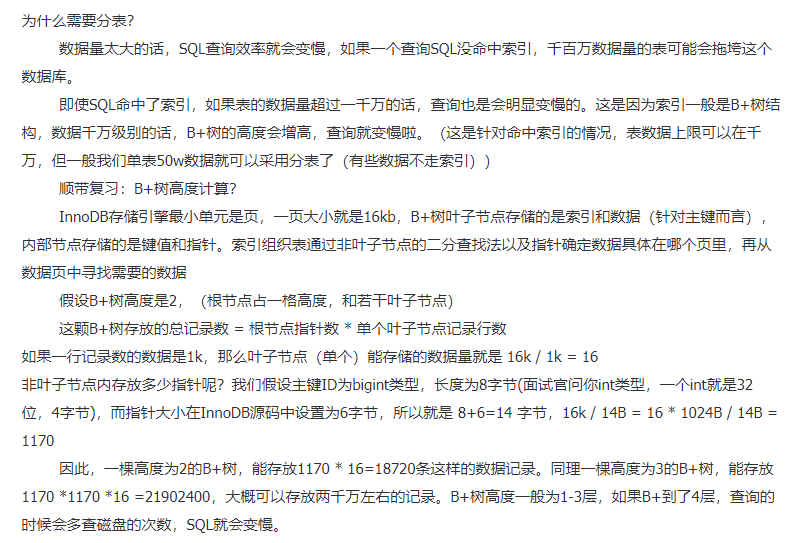 为什么需要分表？
数据量太大的话，SQL查询效率就会变慢，如果一个查询SQL没命中索引，千百万数据量的表可能会拖垮这个
数据库。
即使SQL命中了索引，如果表的数据量超过一千万的话，查询也是会明显变慢的。这是因为索引一般是B+树结
构，数据千万级别的话，B+树的高度会增高，查询就变慢啦。（这是针对命中索引的情况，表数据上限可以在千
万，但一般我们单表50w数据就可以采用分表了（有些数据不走索引））
顺带复习：B+树高度计算？
InnoDB存储引擎最小单元是页，一页大小就是16kb，B+树叶子节点存储的是索引和数据（针对主键而言），
内部节点存储的是键值和指针。索引组织表通过非叶子节点的二分查找法以及指针确定数据具体在哪个页里，再从
数据页中寻找需要的数据
假设B+树高度是2，（根节点占一格高度，和若干叶子节点）
这颗B+树存放的总记录数 = 根节点指针数 * 单个叶子节点记录行数
如果一行记录数的数据是1k，那么叶子节点（单个）能存储的数据量就是 16k / 1k = 16
非叶子节点内存放多少指针呢？我们假设主键ID为bigint类型，长度为8字节(面试官问你int类型，一个int就是32
位，4字节)，而指针大小在InnoDB源码中设置为6字节，所以就是 8+6=14 字节，16k / 14B = 16 * 1024B / 14B =
1170
因此，一棵高度为2的B+树，能存放1170 * 16=18720条这样的数据记录。同理一棵高度为3的B+树，能存放
1170 *1170 *16 =21902400，大概可以存放两千万左右的记录。B+树高度一般为1-3层，如果B+到了4层，查询的
时候会多查磁盘的次数，SQL就会变慢。